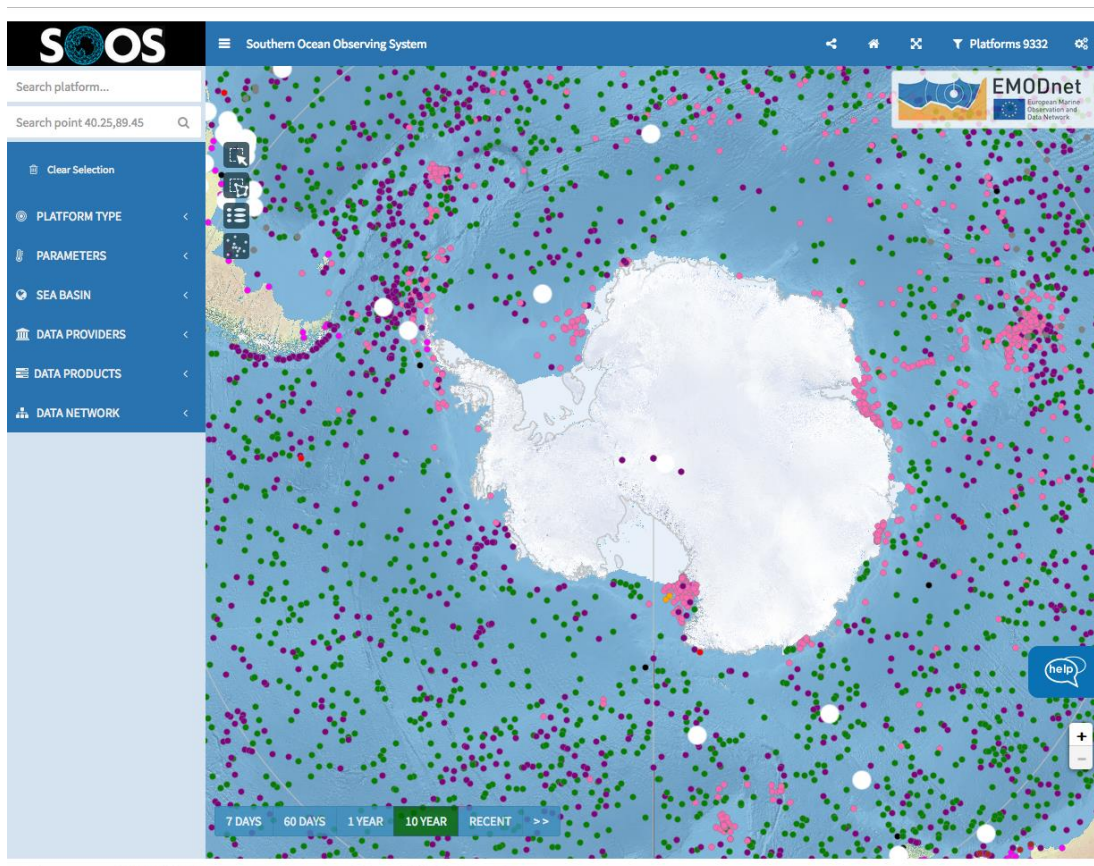 SOOS
Southern Ocean Observing System
Platforms 9332
Search platform...
Search point 40.25,89.45
Clear Selection
PLATFORM TYPE
PARAMETERS
SEA BASIN
DATA PROVIDERS
DATA PRODUCTS
DATA NETWORK
EMODnet
European Marine
Observation and
Data Network
help
+
−
7 DAYS 60 DAYS 1 YEAR 10 YEAR RECENT >>